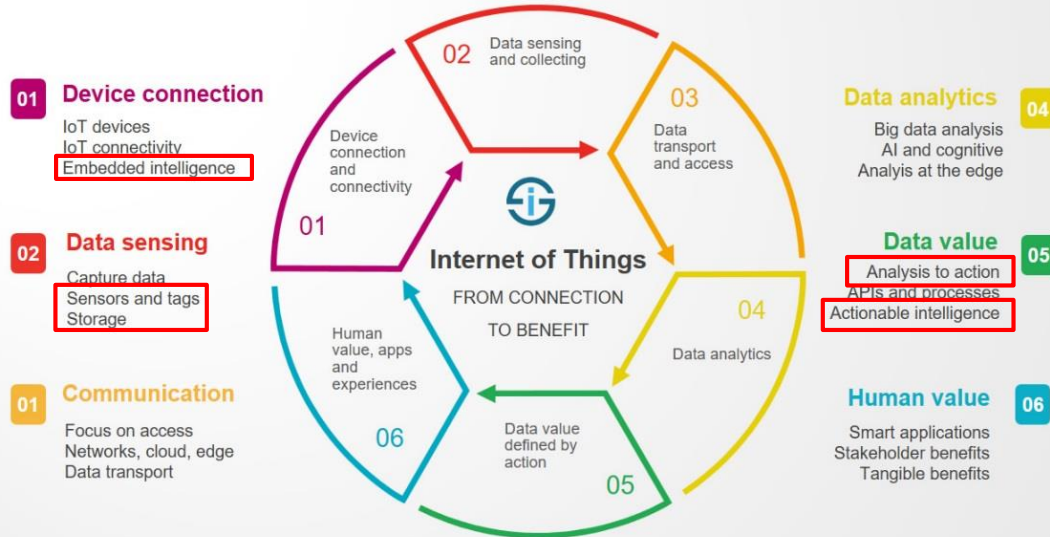 01 Device connection
IoT devices
IoT connectivity
Embedded intelligence
02 Data sensing
Capture data
Sensors and tags
Storage
01 Communication
Focus on access
Networks, cloud, edge
Data transport
01
Device
connection
and
connectivity
02
Data sensing
and collecting
03
Data
transport
and access
04
Data analytics
05
Data value
defined by
action
06
Human
value, apps
and
experiences
Internet of Things
FROM CONNECTION
TO BENEFIT
Data analytics 04
Big data analysis
AI and cognitive
Analyis at the edge
Data value 05
Analysis to action
APIs and processes
Actionable intelligence
Human value 06
Smart applications
Stakeholder benefits
Tangible benefits